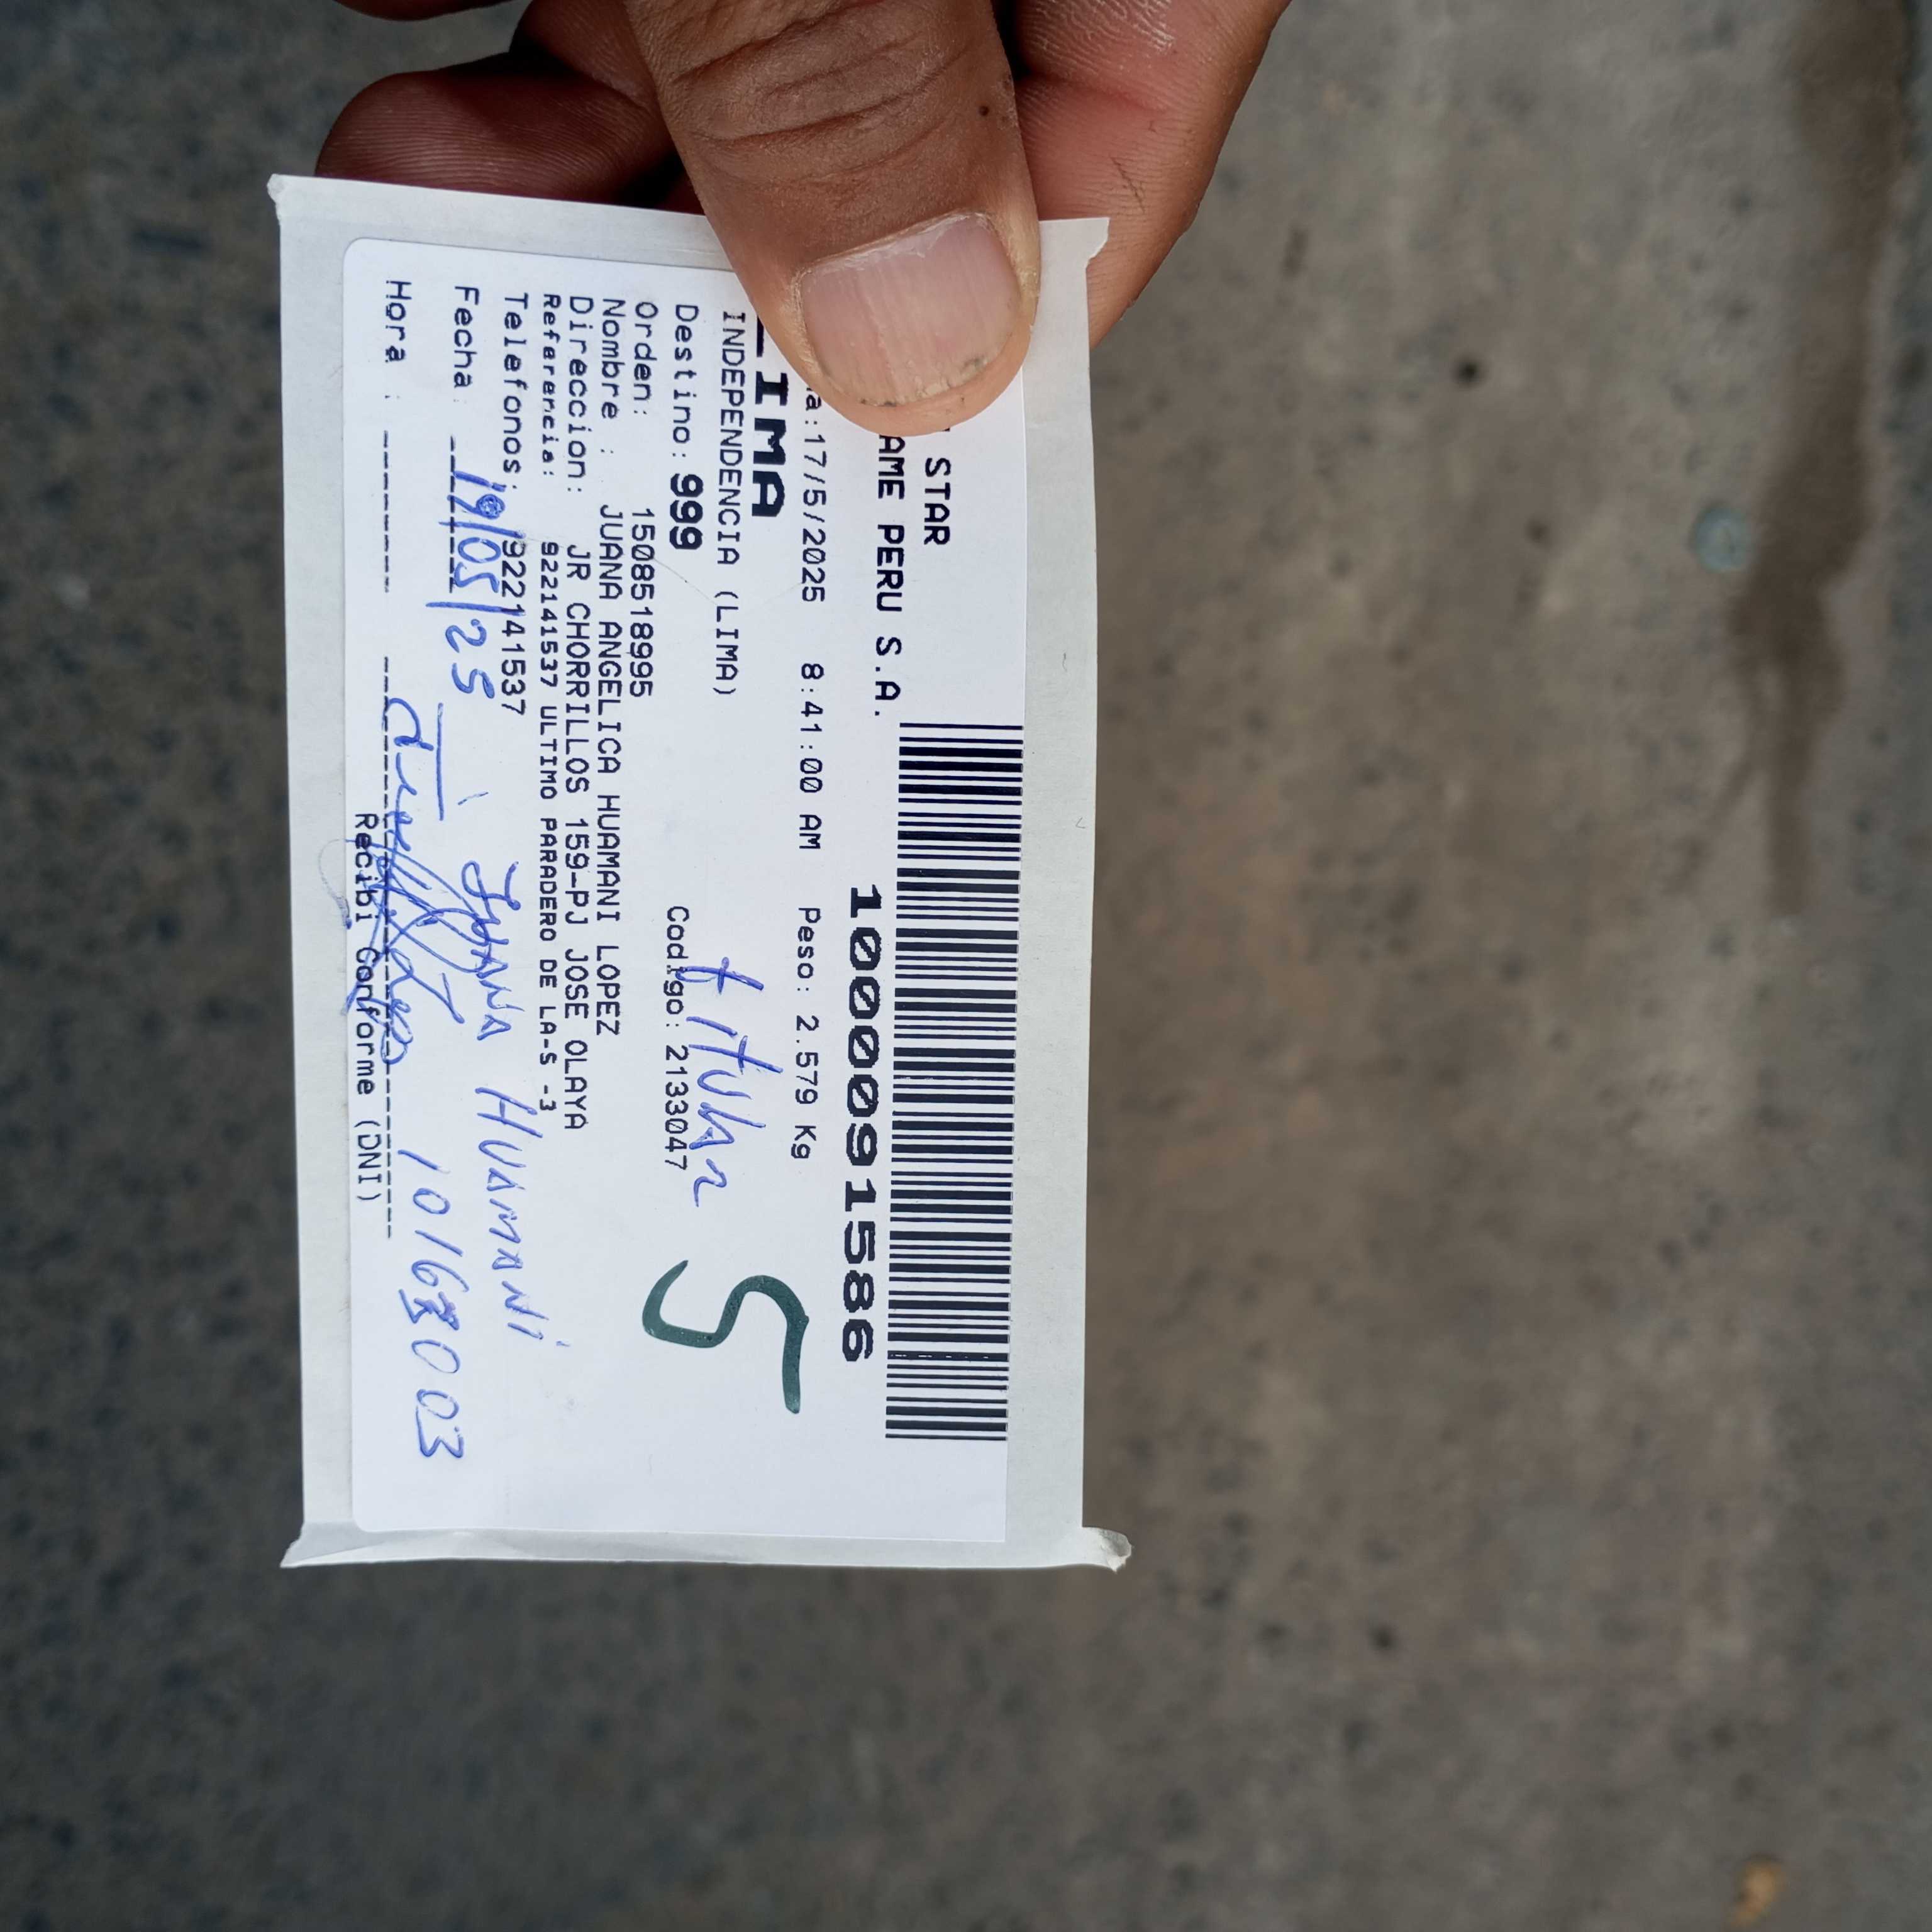 STAR
AME PERU S.A.
1000091586
a:17/5/2025 8:41:00 AM Peso: 2.579 Kg
LIMA
INDEPENDENCIA (LIMA)
titular
Destino: 999 Codigo: 2133047
5
Orden: 1508518995
Nombre : JUANA ANGELICA HUAMANI LOPEZ
Direccion: JR CHORRILLOS 159-PJ JOSE OLAYA
Referencia: 922141537 ULTIMO PARADERO DE LA-S -3
Telefonos: 922141537
Fecha: 19/05/25 JUANA HUAMANI
Hora :
Recibi Conforme (DNI)